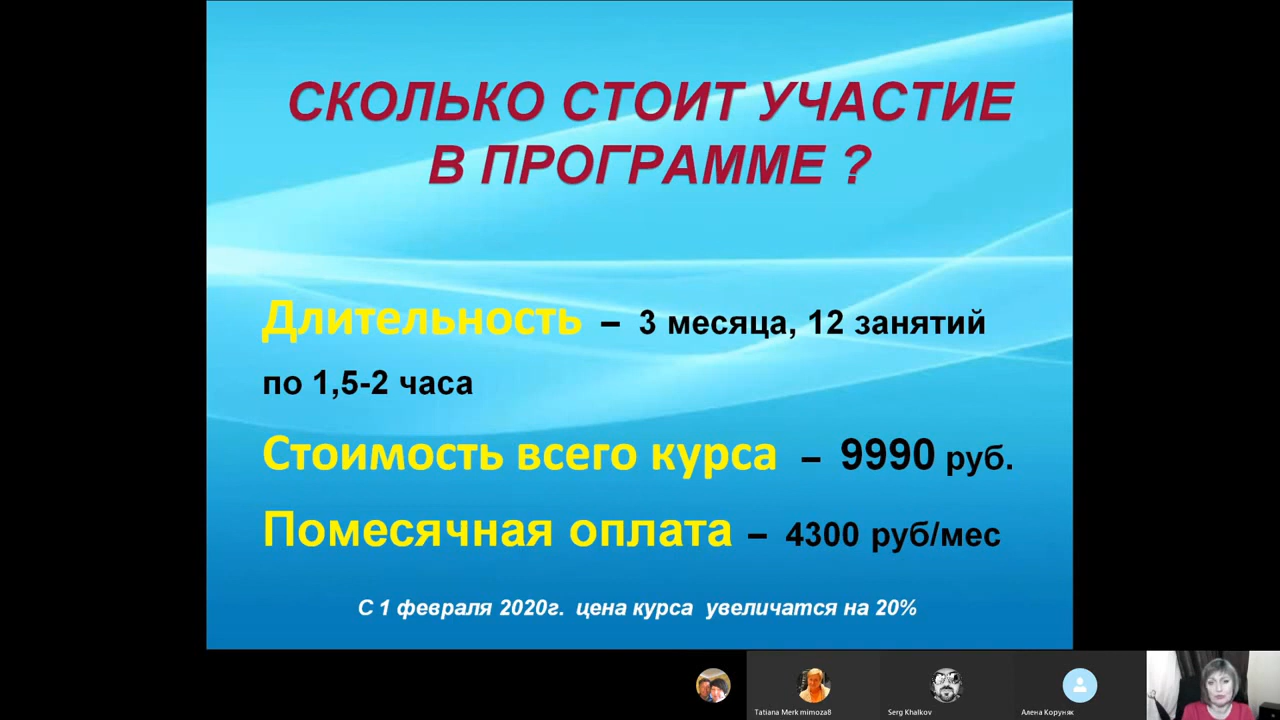 СКОЛЬКО СТОИТ УЧАСТИЕ
В ПРОГРАММЕ ?
Длительность – 3 месяца, 12 занятий
по 1,5-2 часа
Стоимость всего курса – 9990 руб.
Помесячная оплата – 4300 руб/мес
С 1 февраля 2020г. цена курса увеличатся на 20%
Tatiana Merk mimoza8
Serg Khalkov
Алена Коруняк